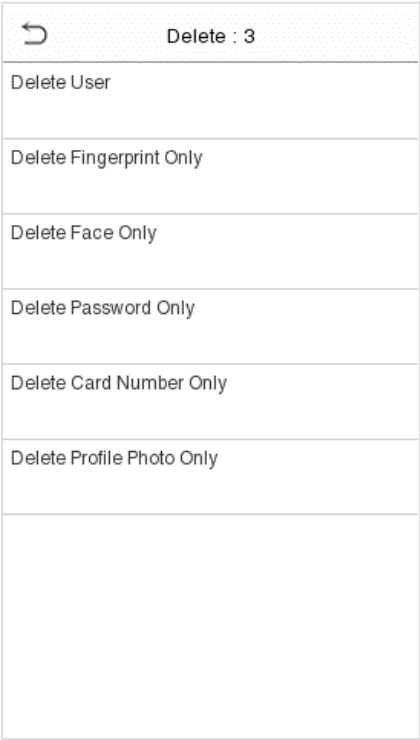 Delete : 3
Delete User
Delete Fingerprint Only
Delete Face Only
Delete Password Only
Delete Card Number Only
Delete Profile Photo Only